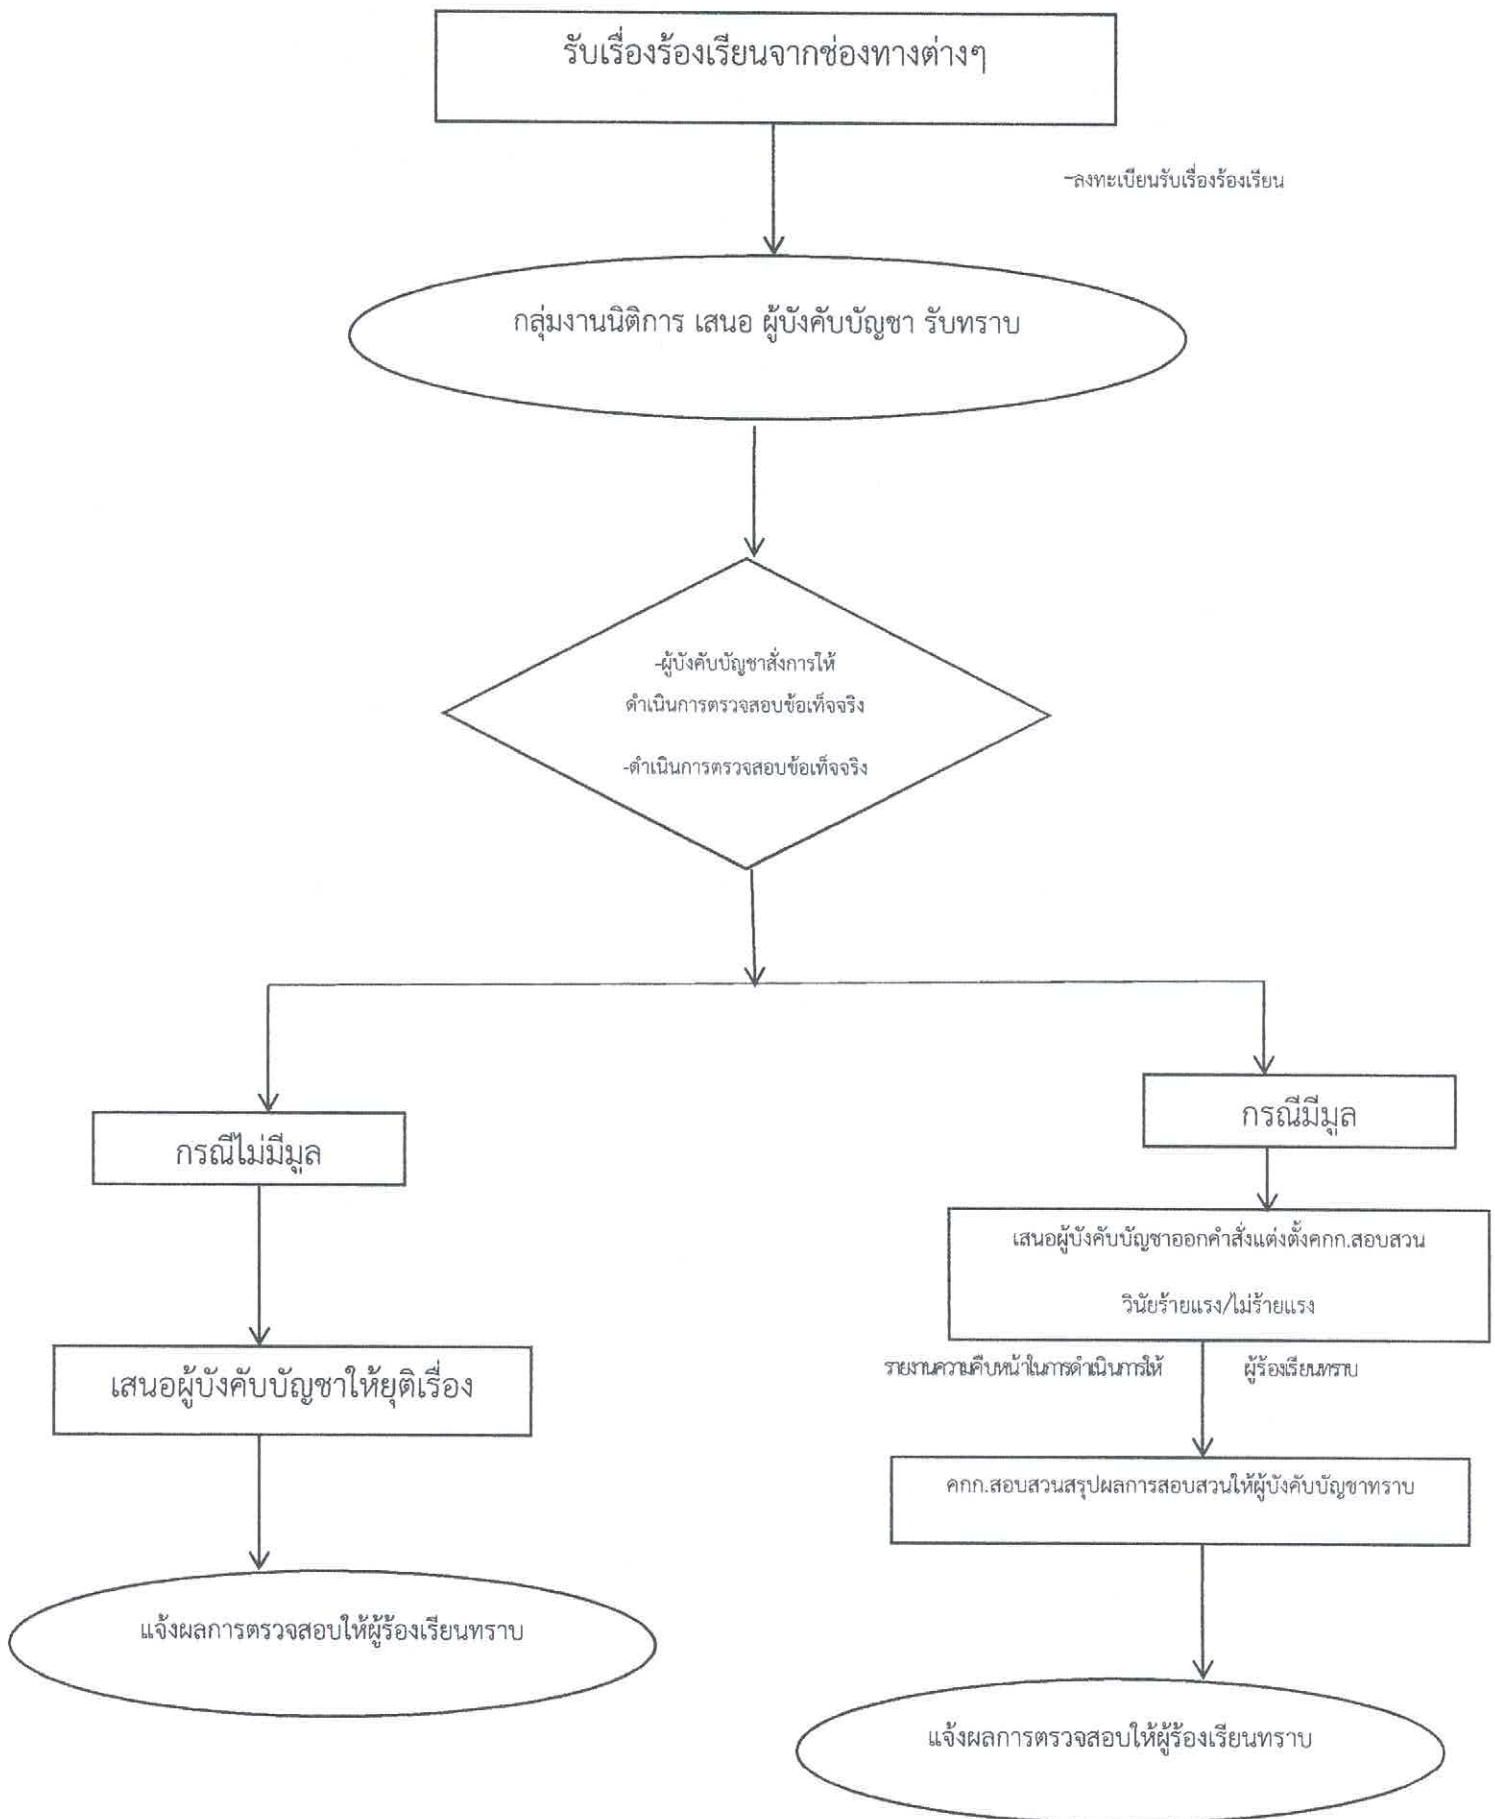 รับเรื่องร้องเรียนจากช่องทางต่างๆ
-ลงทะเบียนรับเรื่องร้องเรียน
กลุ่มงานนิติการ เสนอ ผู้บังคับบัญชา รับทราบ
-ผู้บังคับบัญชาสั่งการให้
ดำเนินการตรวจสอบข้อเท็จจริง
-ดำเนินการตรวจสอบข้อเท็จจริง
กรณีไม่มีมูล
เสนอผู้บังคับบัญชาให้ยุติเรื่อง
แจ้งผลการตรวจสอบให้ผู้ร้องเรียนทราบ
กรณีมีมูล
เสนอผู้บังคับบัญชาออกคำสั่งแต่งตั้งคกก.สอบสวน
วินัยร้ายแรง/ไม่ร้ายแรง
รายงานความคืบหน้าในการดำเนินการให้ ผู้ร้องเรียนทราบ
คกก.สอบสวนสรุปผลการสอบสวนให้ผู้บังคับบัญชาทราบ
แจ้งผลการตรวจสอบให้ผู้ร้องเรียนทราบ